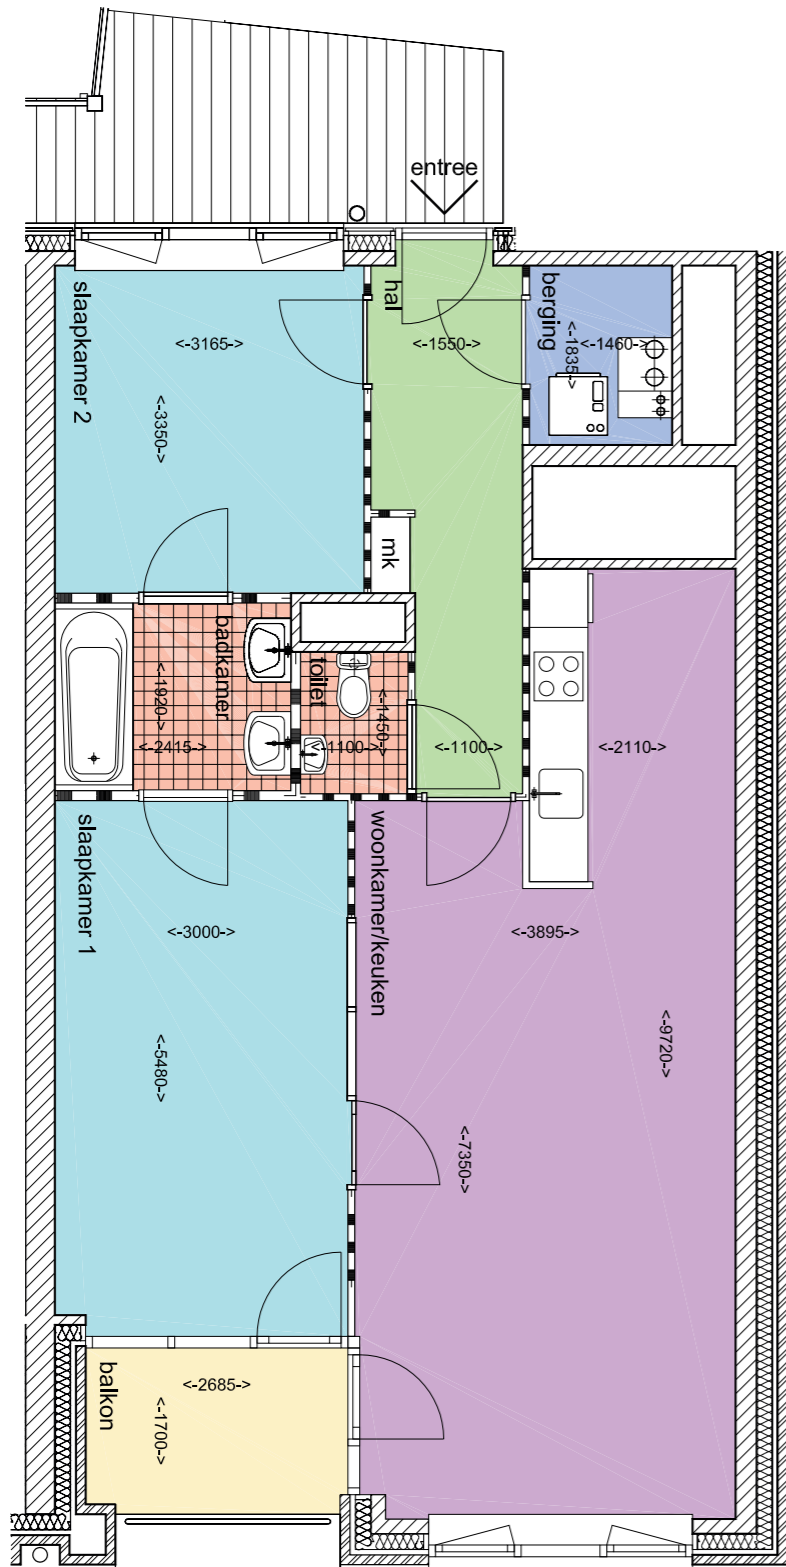 entree
slaapkamer 2
hal
berging
<-3165->
<-1550->
<-1835->
<-1460->
<-3350->
mk
badkamer
toilet
<-1920->
<-2415->
<-1450->
<-1100->
<-1100->
<-2110->
slaapkamer 1
woonkamer/keuken
<-3000->
<-3895->
<-5480->
<-9720->
<-7350->
balkon
<-2685->
<-1700->